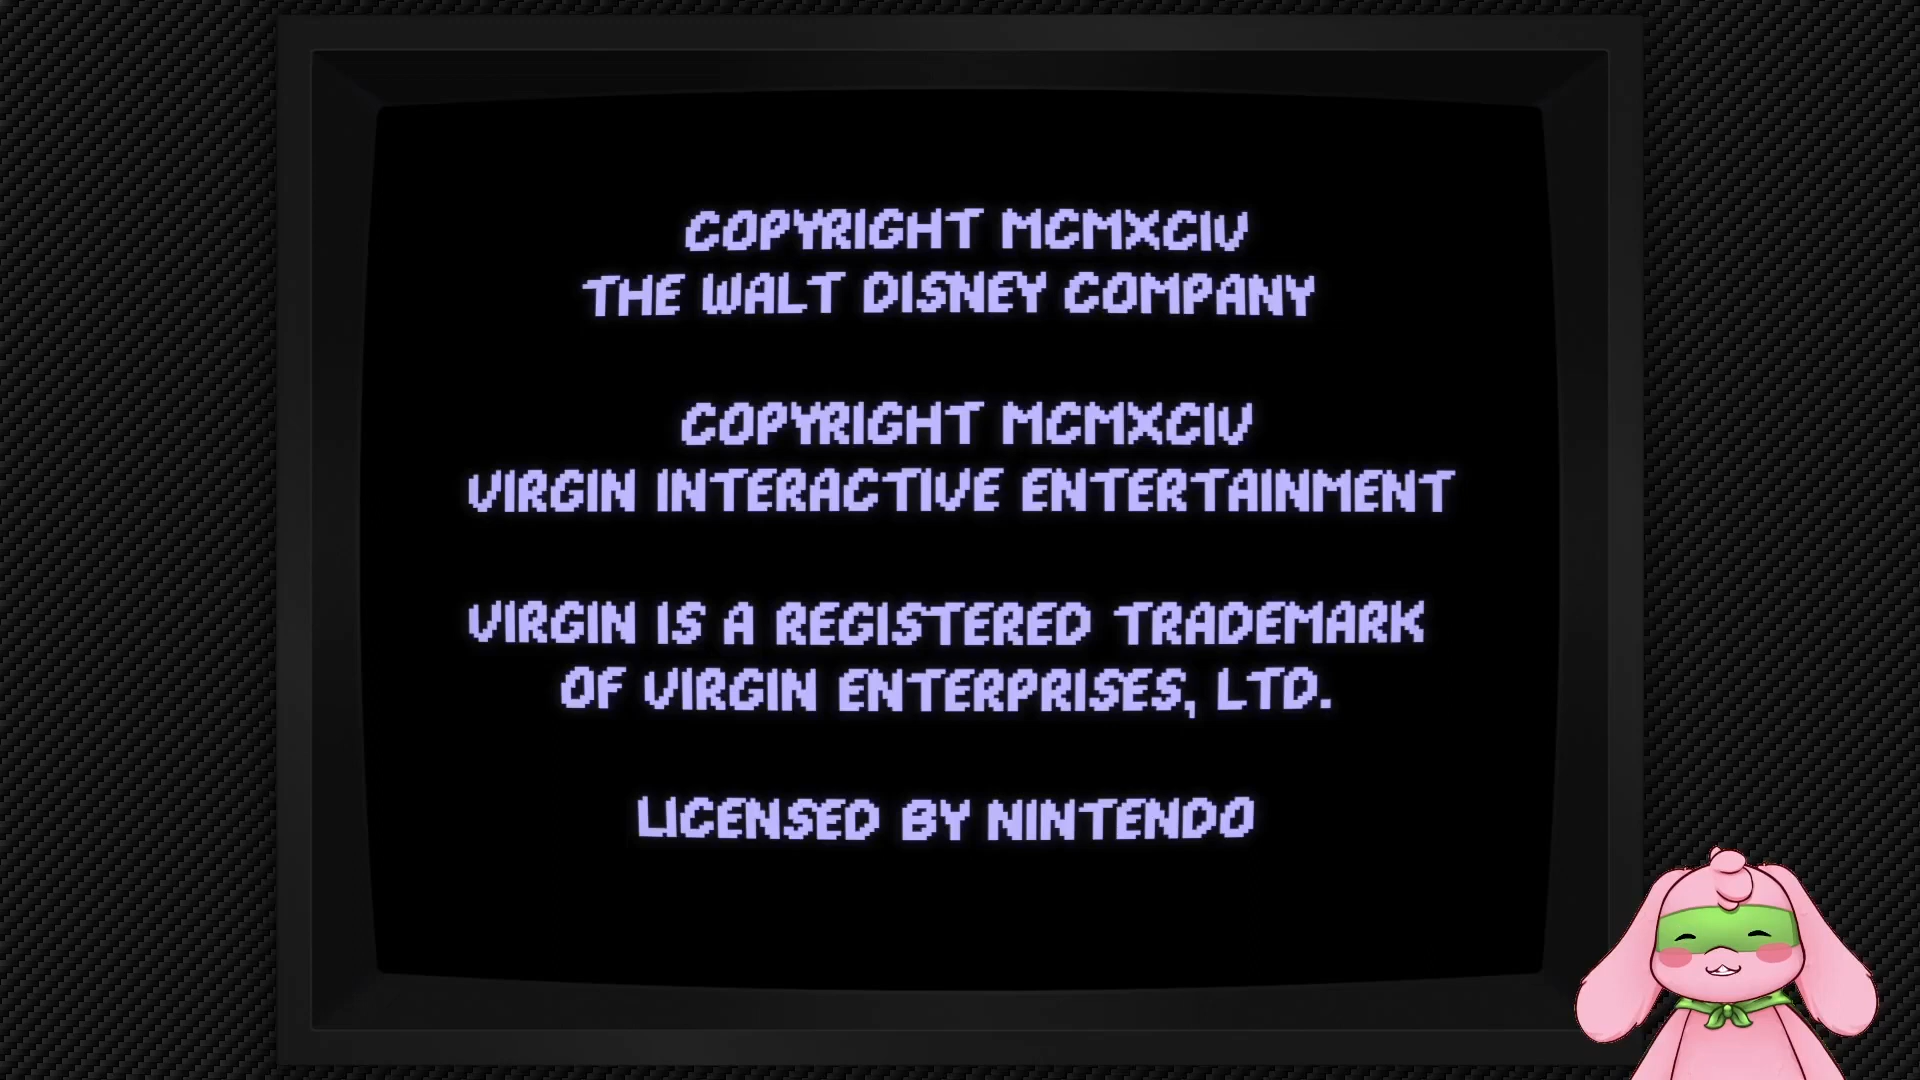 COPYRIGHT MCMXCIV
THE WALT DISNEY COMPANY
COPYRIGHT MCMXCIV
VIRGIN INTERACTIVE ENTERTAINMENT
VIRGIN IS A REGISTERED TRADEMARK
OF VIRGIN ENTERPRISES, LTD.
LICENSED BY NINTENDO